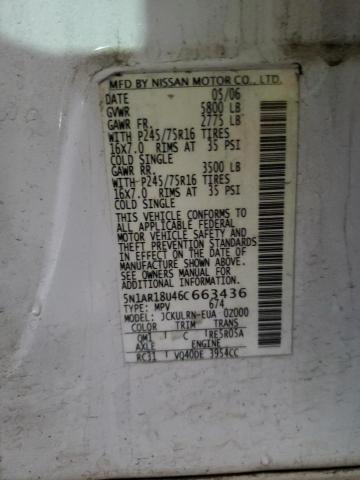 MFD BY NISSAN MOTOR CO., LTD.
DATE 05/06
GVWR 5800 LB
GAWR FR. 2775 LB
WITH P245/75R16 TIRES
16X7.0 RIMS AT 35 PSI
COLD SINGLE
GAWR RR. 3500 LB
WITH P245/75R16 TIRES
16X7.0 RIMS AT 35 PSI
COLD SINGLE
THIS VEHICLE CONFORMS TO
ALL APPLICABLE FEDERAL
MOTOR VEHICLE SAFETY AND
THEFT PREVENTION STANDARDS IN
EFFECT ON THE DATE OF
MANUFACTURE SHOWN ABOVE.
SEE OWNERS MANUAL
5N1AR18U46C663436
TYPE: MPV 674
MODEL: JCKULRN-EUA 02000
COLOR TRIM TRANS
QM1 C RE5R05A
AXLE ENGINE
RC31 VQ40DE 3954CC